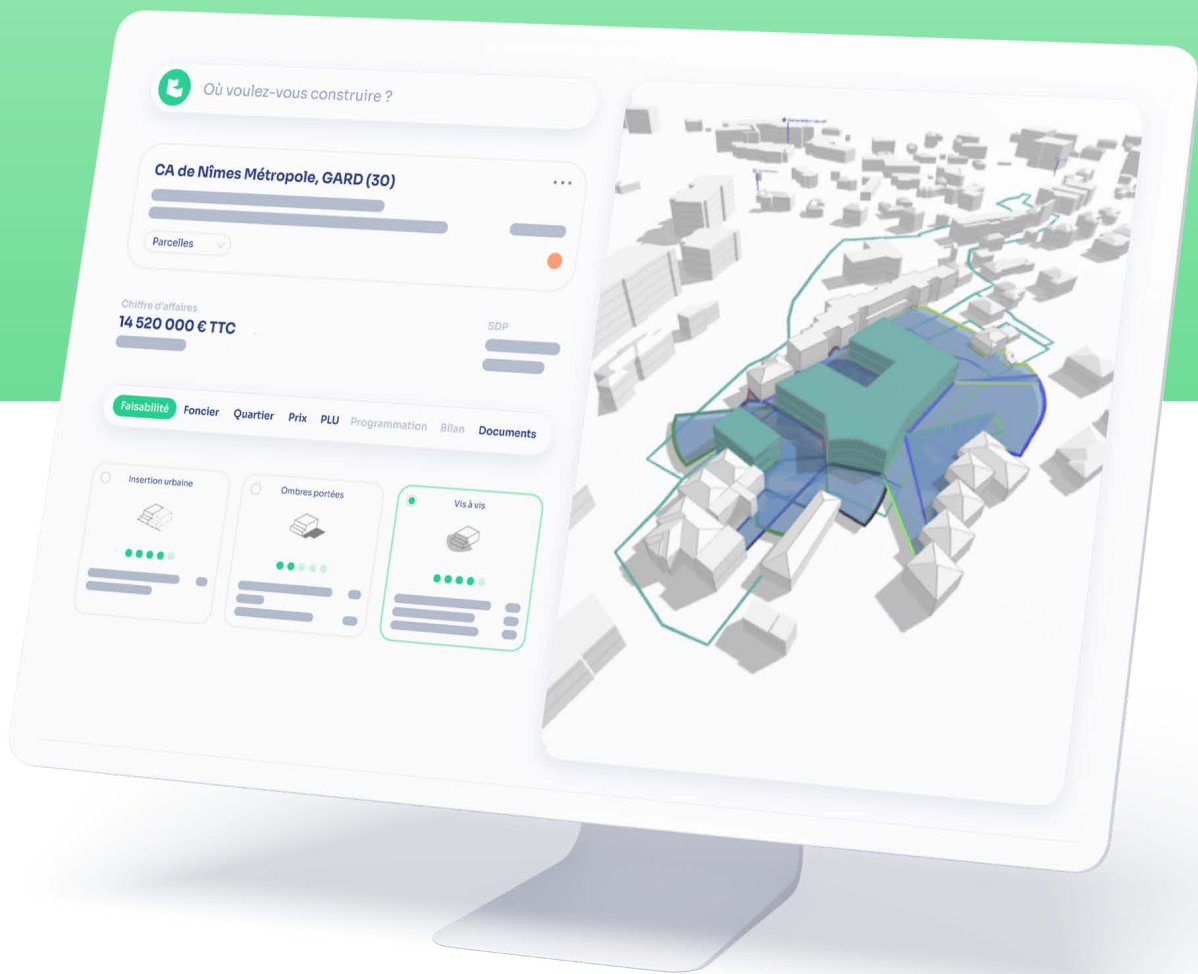 Où voulez-vous construire ?
CA de Nîmes Métropole, GARD (30)
Parcelles
Chiffre d'affaires
14 520 000 € TTC
SDP
Faisabilité Foncier Quartier Prix PLU Programmation Bilan Documents
Insertion urbaine
Ombres portées
Vis à vis